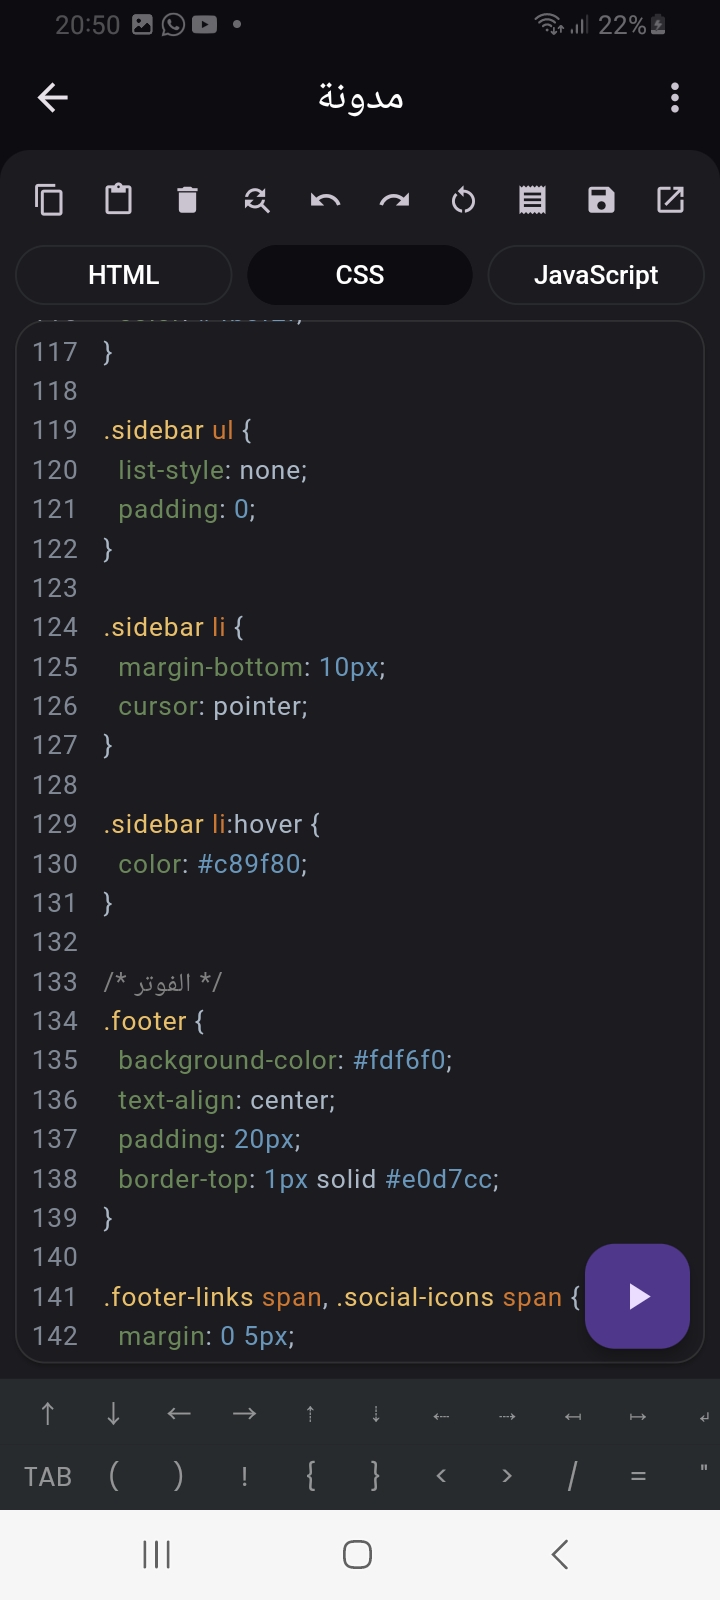 20:50
22%
مدونة
HTML
CSS
JavaScript
117 }
118
119 .sidebar ul {
120 list-style: none;
121 padding: 0;
122 }
123
124 .sidebar li {
125 margin-bottom: 10px;
126 cursor: pointer;
127 }
128
129 .sidebar li:hover {
130 color: #c89f80;
131 }
132
133 /* الفوتر */
134 .footer {
135 background-color: #fdf6f0;
136 text-align: center;
137 padding: 20px;
138 border-top: 1px solid #e0d7cc;
139 }
140
141 .footer-links span, .social-icons span {
142 margin: 0 5px;
↑ ↓ ← → ⇡ ⇣ ⇠ ⇢ ↤ ↦ ↲
TAB ( ) ! { } < > / = "